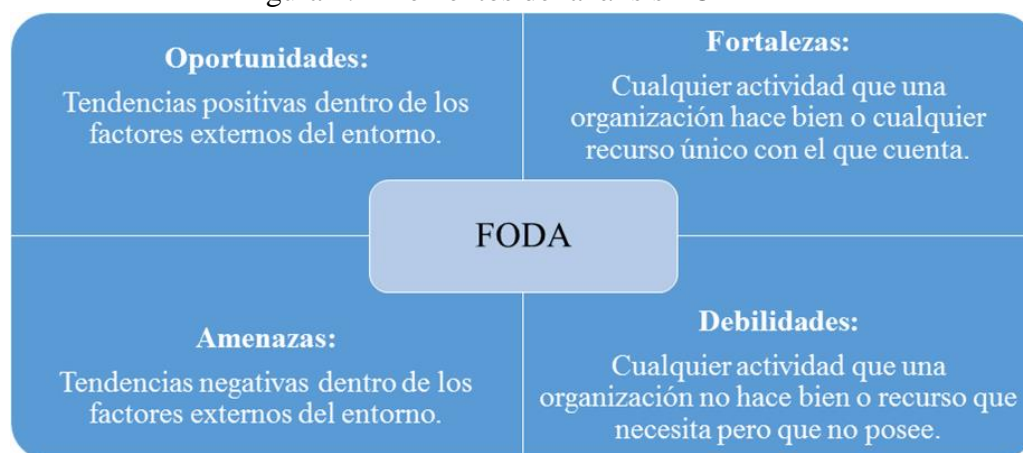 Oportunidades:
Tendencias positivas dentro de los
factores externos del entorno.
Fortalezas:
Cualquier actividad que una
organización hace bien o cualquier
recurso único con el que cuenta.
FODA
Amenazas:
Tendencias negativas dentro de los
factores externos del entorno.
Debilidades:
Cualquier actividad que una
organización no hace bien o recurso que
necesita pero que no posee.